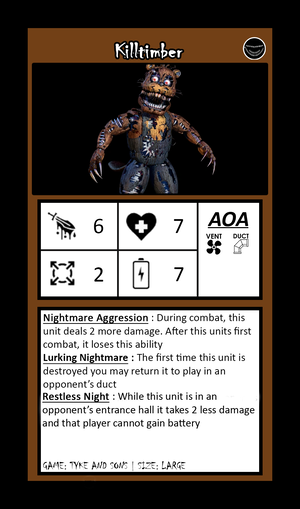 Killtimber
6 7 AOA
VENT DUCT
2 7
Nightmare Aggression : During combat, this
unit deals 2 more damage. After this units first
combat, it loses this ability
Lurking Nightmare : The first time this unit is
destroyed you may return it to play in an
opponent's duct
Restless Night : While this unit is in an
opponent's entrance hall it takes 2 less damage
and that player cannot gain battery
GAME: TYKE AND SONS | SIZE: LARGE